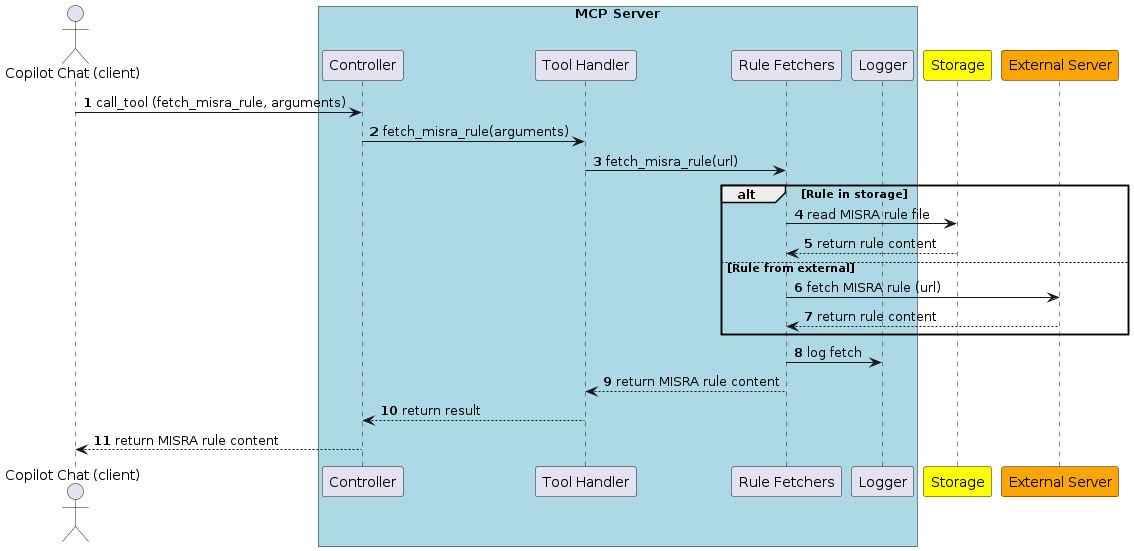 MCP Server
Copilot Chat (client)
Controller
Tool Handler
Rule Fetchers
Logger
Storage
External Server
1 call_tool (fetch_misra_rule, arguments)
2 fetch_misra_rule(arguments)
3 fetch_misra_rule(url)
alt [Rule in storage]
4 read MISRA rule file
5 return rule content
[Rule from external]
6 fetch MISRA rule (url)
7 return rule content
8 log fetch
9 return MISRA rule content
10 return result
11 return MISRA rule content
Copilot Chat (client)
Controller
Tool Handler
Rule Fetchers
Logger
Storage
External Server